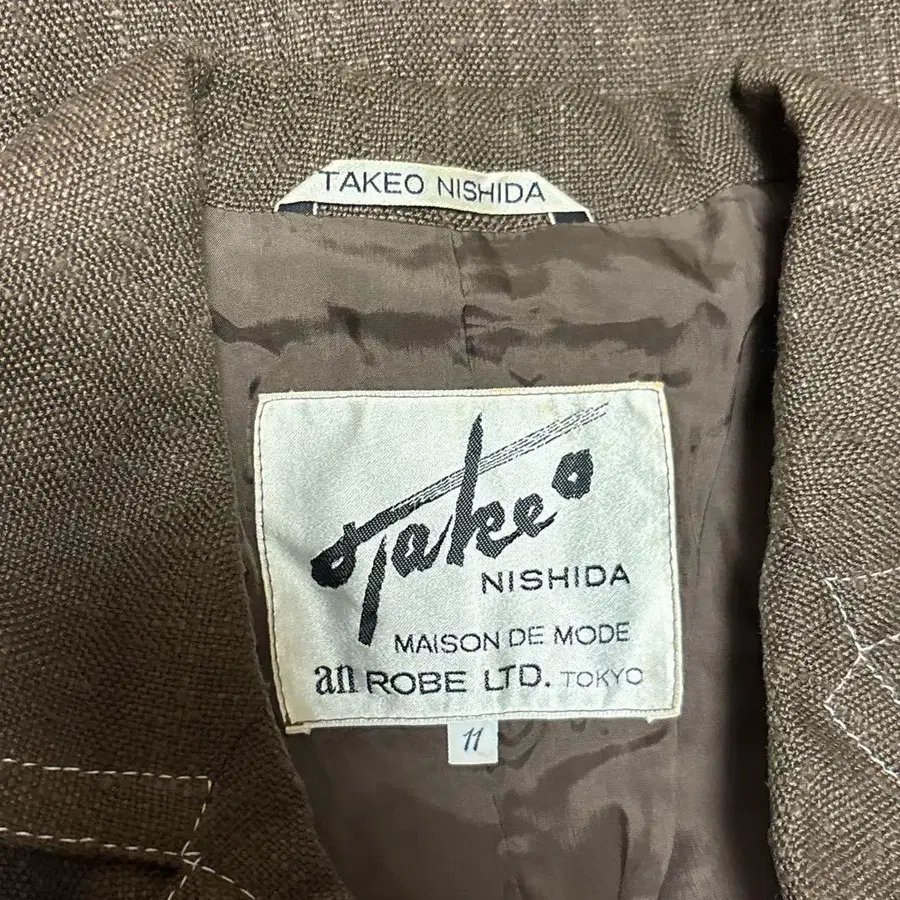 TAKEO NISHIDA
Takeo
NISHIDA
MAISON DE MODE
an ROBE LTD. TOKYO
11